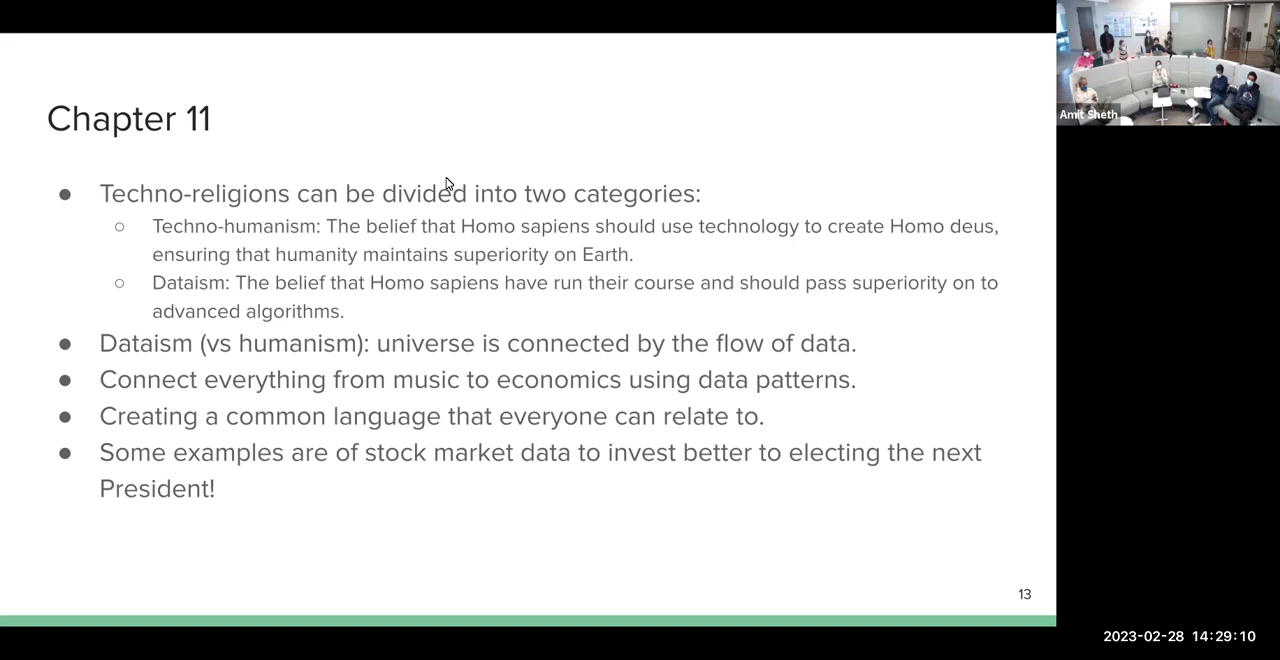 Chapter 11
● Techno-religions can be divided into two categories:
○ Techno-humanism: The belief that Homo sapiens should use technology to create Homo deus,
ensuring that humanity maintains superiority on Earth.
○ Dataism: The belief that Homo sapiens have run their course and should pass superiority on to
advanced algorithms.
● Dataism (vs humanism): universe is connected by the flow of data.
● Connect everything from music to economics using data patterns.
● Creating a common language that everyone can relate to.
● Some examples are of stock market data to invest better to electing the next
President!
13
Amit Sheth
2023-02-28 14:29:10